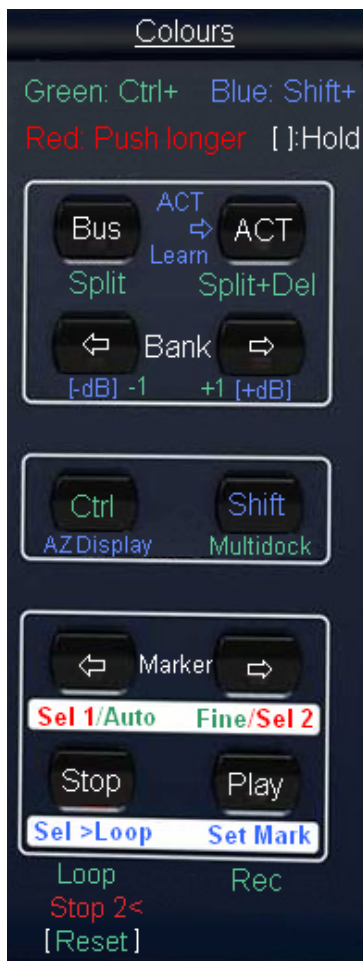 Colours
Green: Ctrl+ Blue: Shift+
Red: Push longer [ ]:Hold
ACT
Bus ⇨ ACT
Learn
Split Split+Del
⇦ Bank ⇨
[-dB] -1 +1 [+dB]
Ctrl Shift
AZDisplay Multidock
⇦ Marker ⇨
Sel 1/Auto Fine/Sel 2
Stop Play
Sel >Loop Set Mark
Loop Rec
Stop 2<
[Reset]